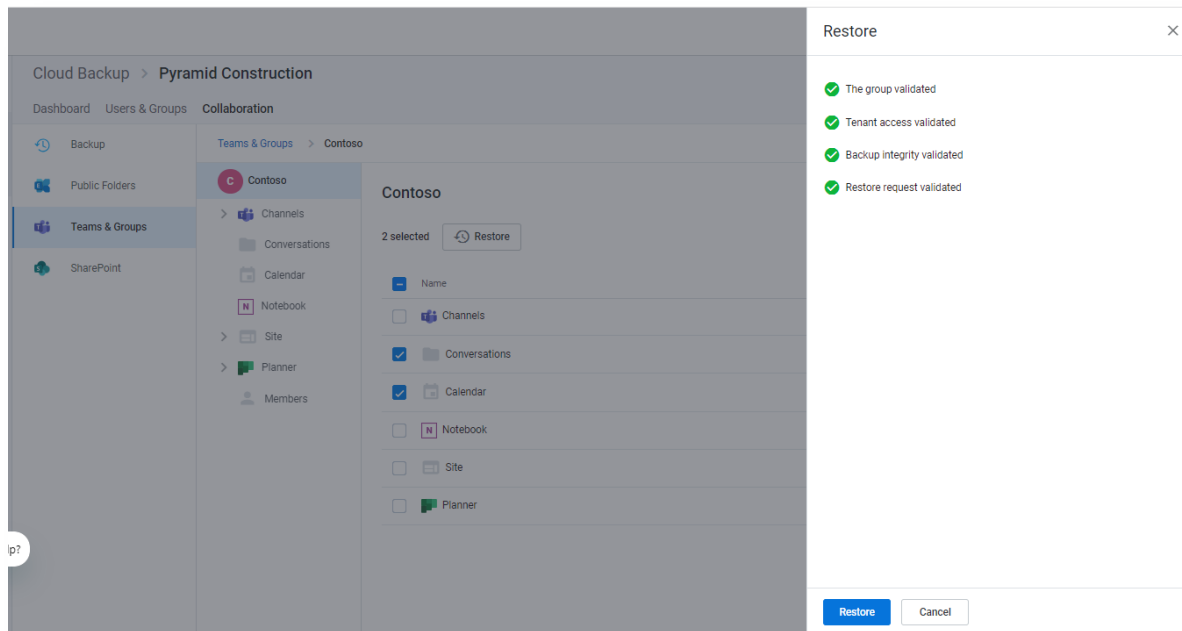 Restore
Cloud Backup > Pyramid Construction
Dashboard Users & Groups Collaboration
Backup
Public Folders
Teams & Groups
SharePoint
Teams & Groups > Contoso
C Contoso
Channels
Conversations
Calendar
N Notebook
Site
Planner
Members
Contoso
2 selected Restore
Name
Channels
Conversations
Calendar
N Notebook
Site
Planner
lp?
The group validated
Tenant access validated
Backup integrity validated
Restore request validated
Restore Cancel